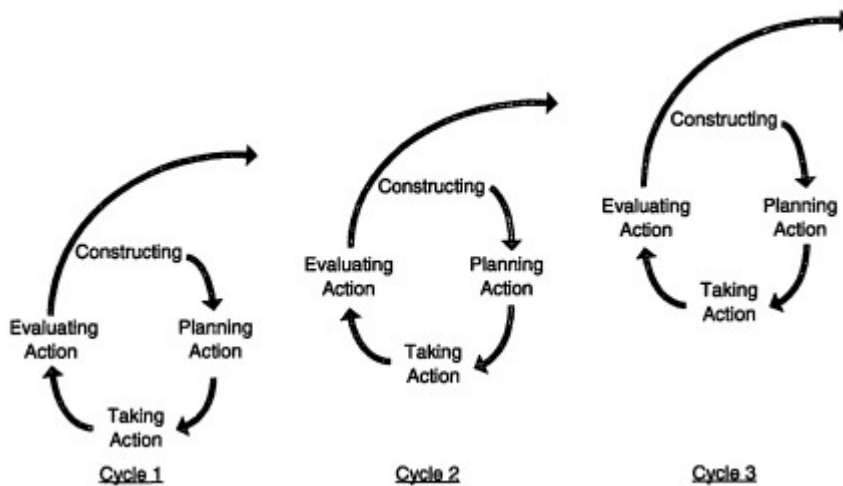 Constructing
Evaluating
Action
Planning
Action
Taking
Action
Cycle 1
Constructing
Evaluating
Action
Planning
Action
Taking
Action
Cycle 2
Constructing
Evaluating
Action
Planning
Action
Taking
Action
Cycle 3